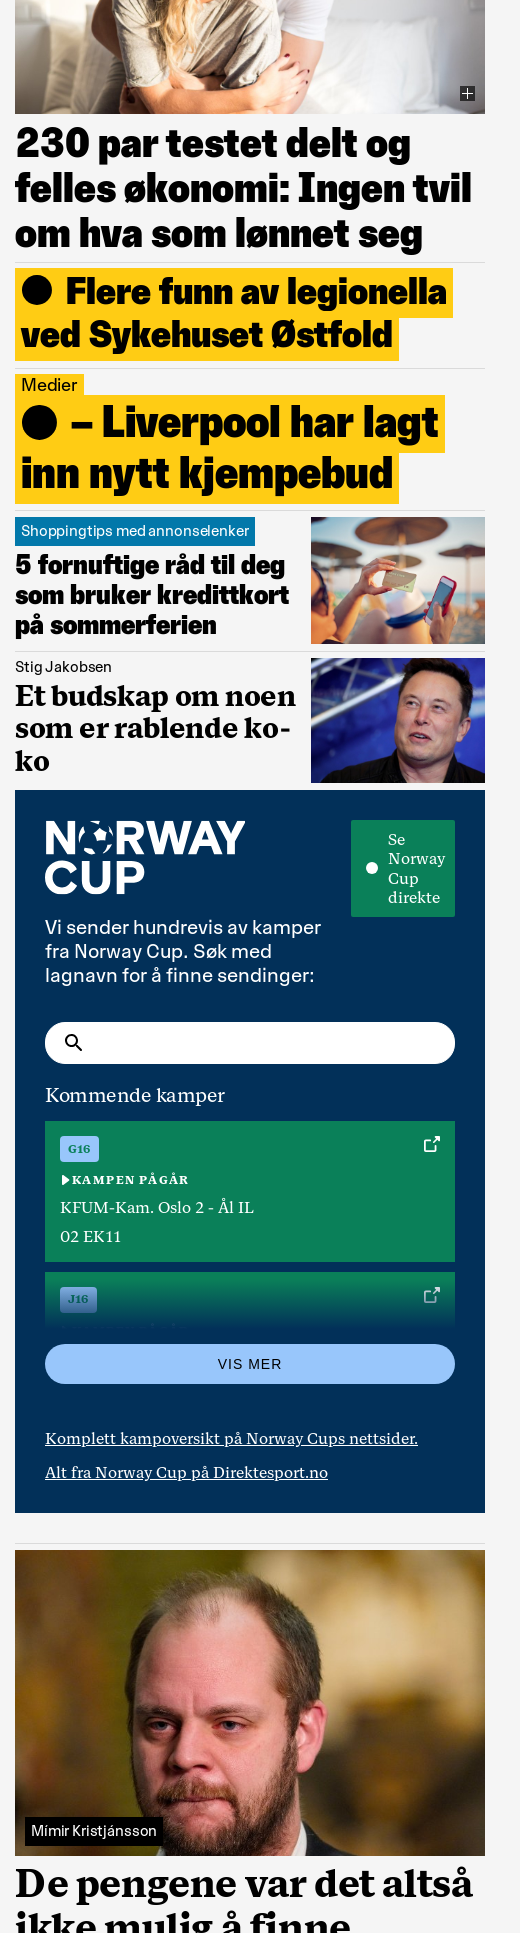 230 par testet delt og
felles økonomi: Ingen tvil
om hva som lønnet seg
Flere funn av legionella
ved Sykehuset Østfold
Medier
– Liverpool har lagt
inn nytt kjempebud
Shoppingtips med annonselenker
5 fornuftige råd til deg
som bruker kredittkort
på sommerferien
Stig Jakobsen
Et budskap om noen
som er rablende ko-
ko
NORWAY
CUP
Se
Norway
Cup
direkte
Vi sender hundrevis av kamper
fra Norway Cup. Søk med
lagnavn for å finne sendinger:
Kommende kamper
G16
KAMPEN PÅGÅR
KFUM-Kam. Oslo 2 - Ål IL
02 EK11
J16
VIS MER
Komplett kampoversikt på Norway Cups nettsider.
Alt fra Norway Cup på Direktesport.no
Mímir Kristjánsson
De pengene var det altså
ikke mulig å finne